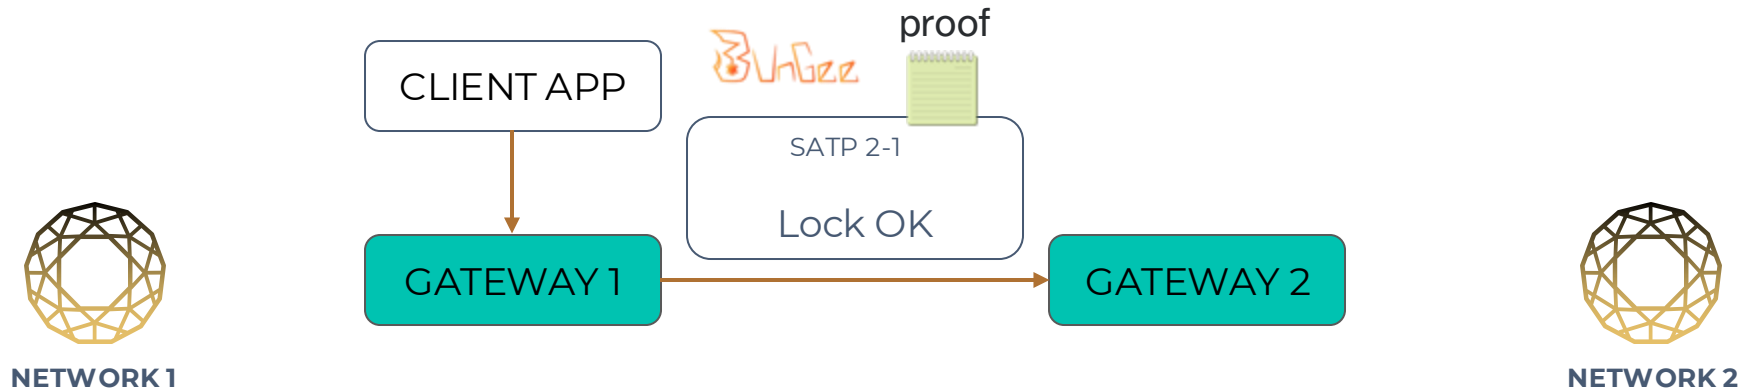 proof
BUnGee
CLIENT APP
SATP 2-1
Lock OK
GATEWAY 1
GATEWAY 2
NETWORK 1
NETWORK 2